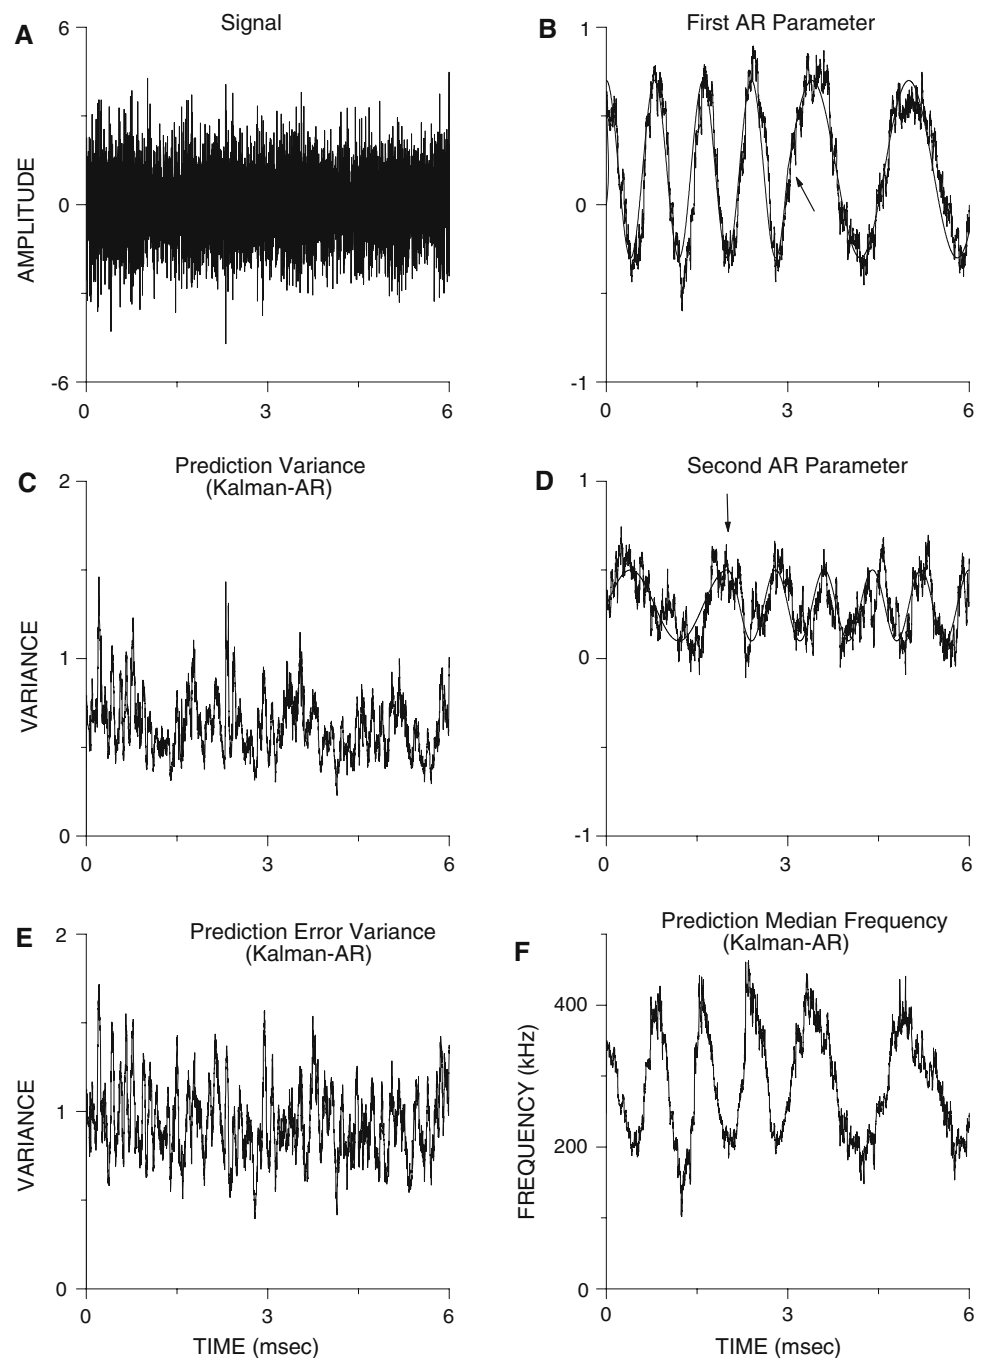 A
Signal
6
0
-6
AMPLITUDE
0 3 6
B
First AR Parameter
1
0
-1
0 3 6
C
Prediction Variance
(Kalman-AR)
2
1
0
VARIANCE
0 3 6
D
Second AR Parameter
1
0
-1
0 3 6
E
Prediction Error Variance
(Kalman-AR)
2
1
0
VARIANCE
0 3 6
TIME (msec)
F
Prediction Median Frequency
(Kalman-AR)
400
200
0
FREQUENCY (kHz)
0 3 6
TIME (msec)